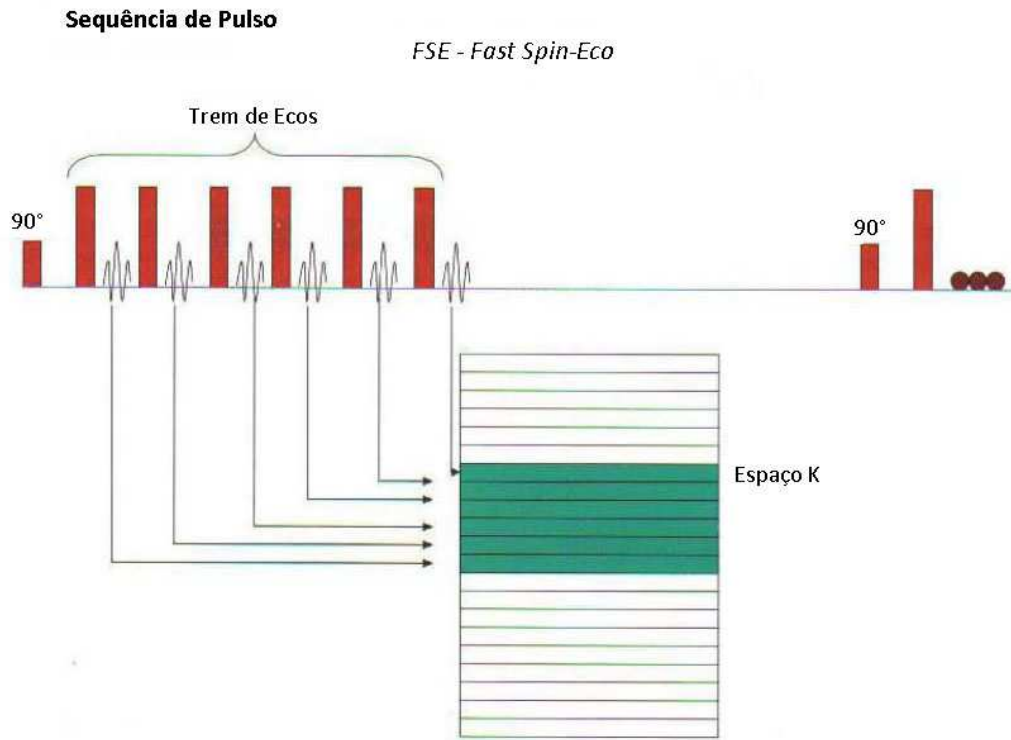 Sequência de Pulso
FSE - Fast Spin-Eco
Trem de Ecos
90°
90°
Espaço K